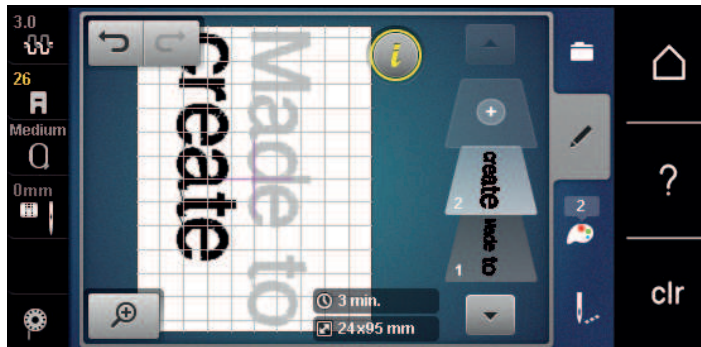 3.0
26
Medium
0mm
create
Made to
i
3 min.
24x95 mm
create
2
Made to
1
2
?
clr